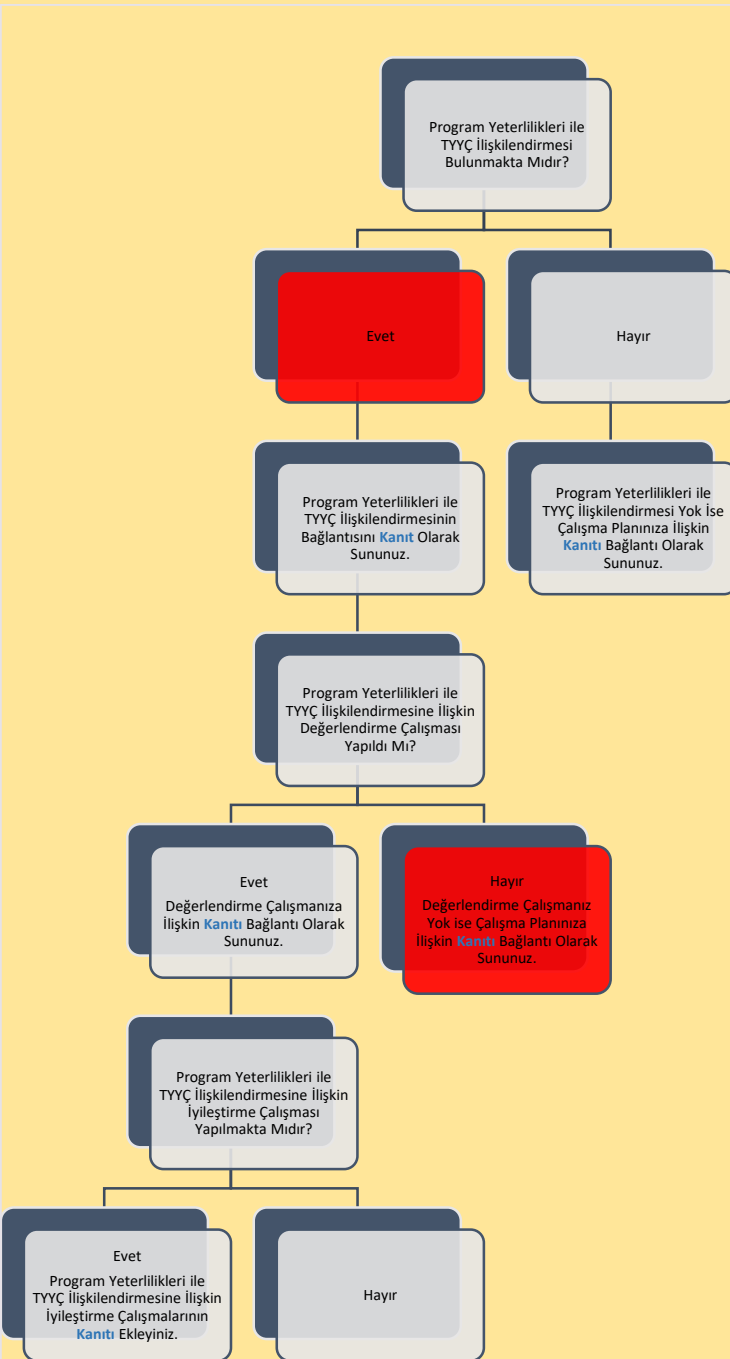 Program Yeterlilikleri ile
TYYÇ İlişkilendirmesi
Bulunmakta Mıdır?
Evet
Hayır
Program Yeterlilikleri ile
TYYÇ İlişkilendirmesinin
Bağlantısını Kanıt Olarak
Sununuz.
Program Yeterlilikleri ile
TYYÇ İlişkilendirmesi Yok İse
Çalışma Planınıza İlişkin
Kanıtı Bağlantı Olarak
Sununuz.
Program Yeterlilikleri ile
TYYÇ İlişkilendirmesine İlişkin
Değerlendirme Çalışması
Yapıldı Mı?
Evet
Değerlendirme Çalışmanıza
İlişkin Kanıtı Bağlantı Olarak
Sununuz.
Hayır
Değerlendirme Çalışmanız
Yok ise Çalışma Planınıza
İlişkin Kanıtı Bağlantı Olarak
Sununuz.
Program Yeterlilikleri ile
TYYÇ İlişkilendirmesine İlişkin
İyileştirme Çalışması
Yapılmakta Mıdır?
Evet
Program Yeterlilikleri ile
TYYÇ İlişkilendirmesine İlişkin
İyileştirme Çalışmalarının
Kanıtı Ekleyiniz.
Hayır